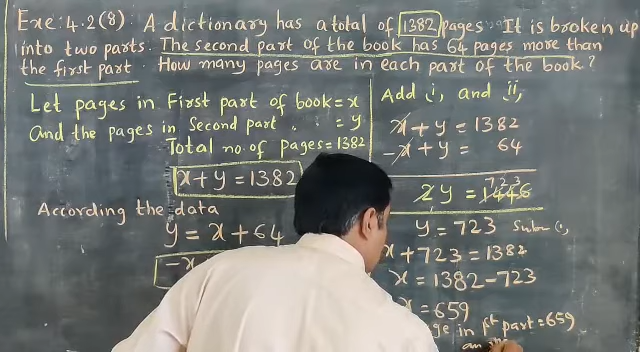 Exe: 4.2(8): A dictionary has a total of 1382 pages. It is broken up
into two parts. The second part of the book has 64 pages more than
the first part. How many pages are in each part of the book?
Let pages in First part of book = x
And the pages in Second part " " = y
Total no. of pages = 1382
x + y = 1382
According the data
y = x + 64
-x
Add i, and ii,
x + y = 1382
-x + y = 64
2y = 1446
723
y = 723 Sub in (1,
x + 723 = 1382
x = 1382 - 723
x = 659
in 1st part = 659